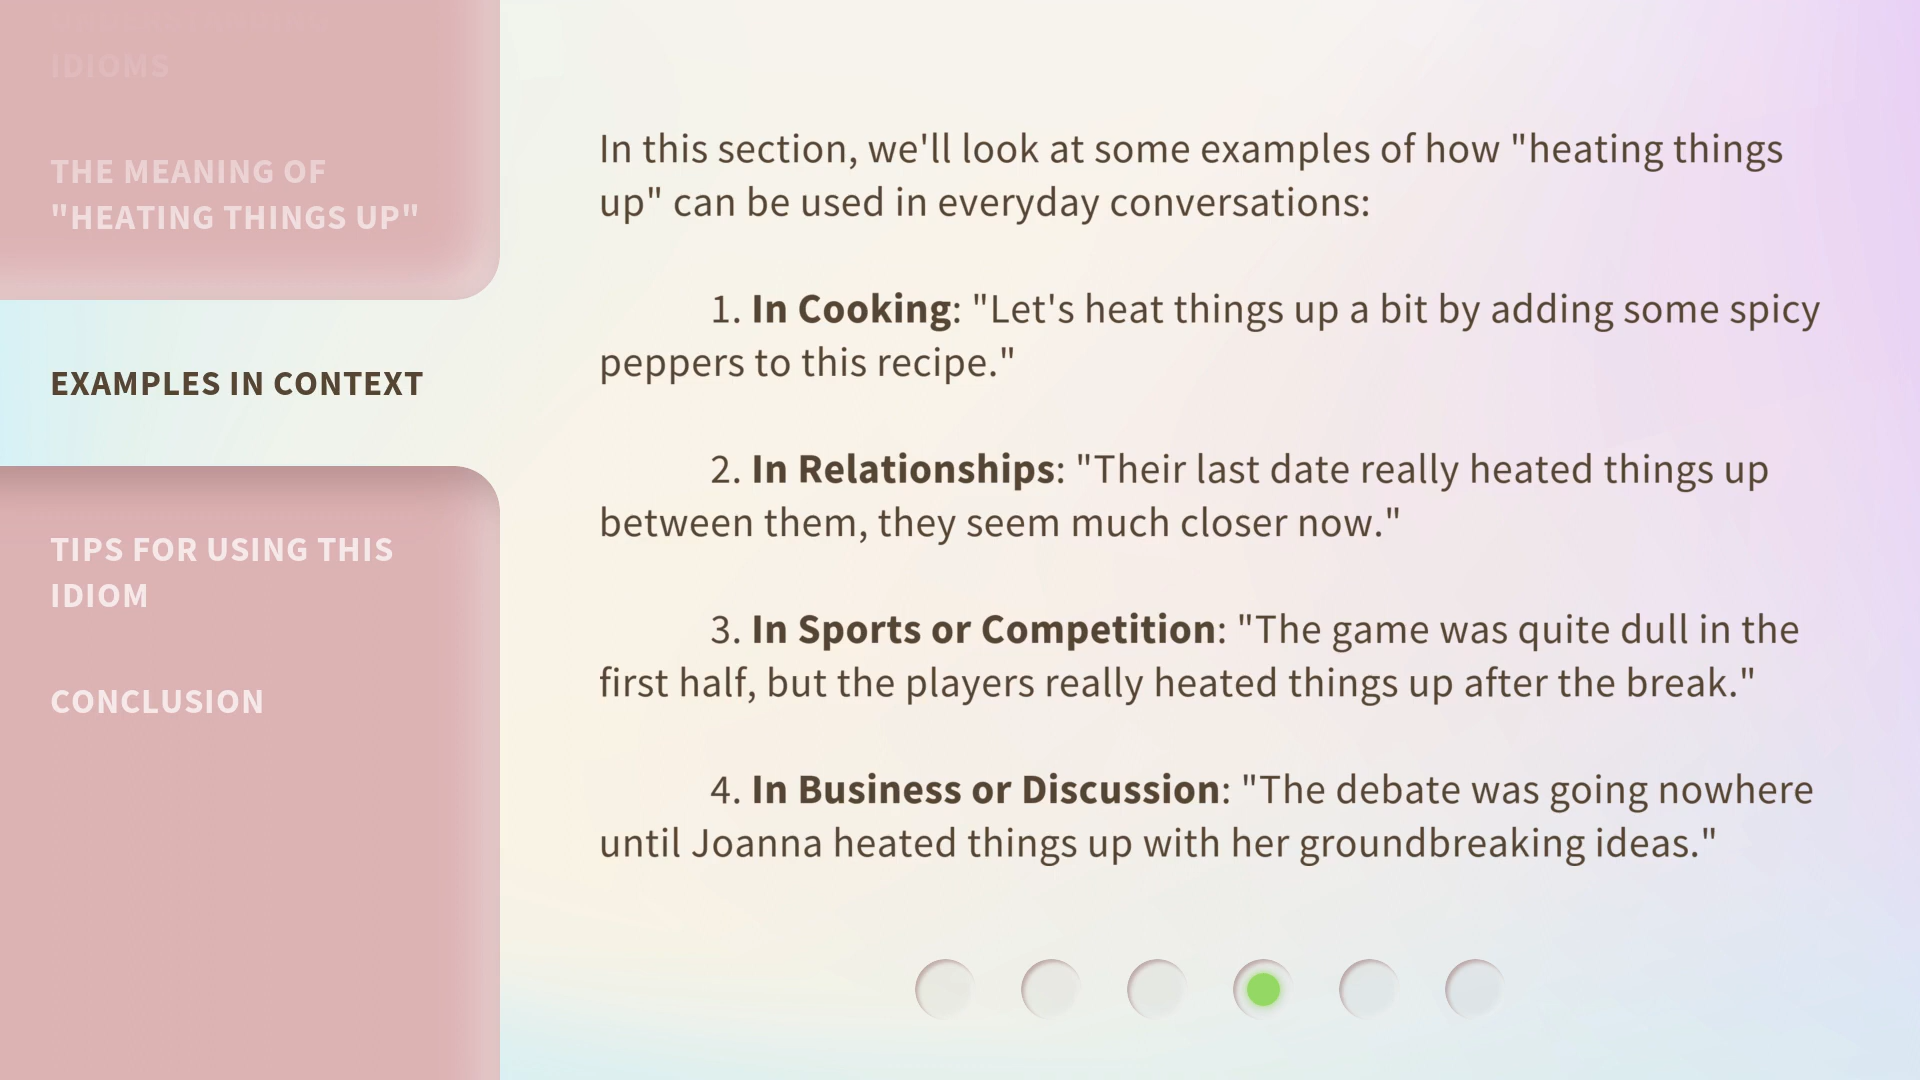 IDIOMS
THE MEANING OF
"HEATING THINGS UP"
EXAMPLES IN CONTEXT
TIPS FOR USING THIS
IDIOM
CONCLUSION
In this section, we'll look at some examples of how "heating things
up" can be used in everyday conversations:
1. In Cooking: "Let's heat things up a bit by adding some spicy
peppers to this recipe."
2. In Relationships: "Their last date really heated things up
between them, they seem much closer now."
3. In Sports or Competition: "The game was quite dull in the
first half, but the players really heated things up after the break."
4. In Business or Discussion: "The debate was going nowhere
until Joanna heated things up with her groundbreaking ideas."